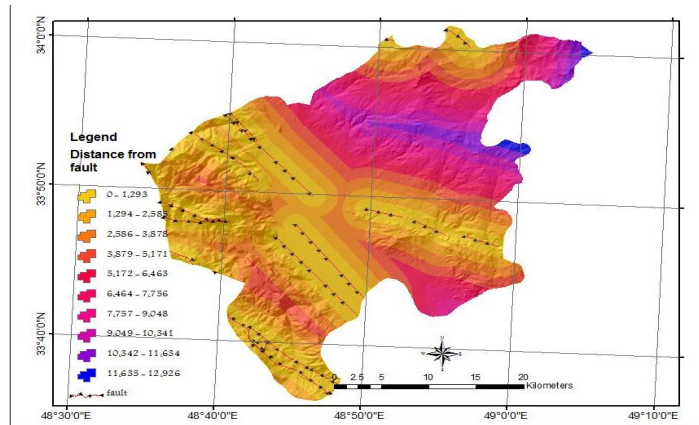 34°0'0"N
33°50'0"N
33°40'0"N
Legend
Distance from
fault
0 - 1,293
1,294 - 2,585
2,586 - 3,878
3,879 - 5,171
5,172 - 6,463
6,464 - 7,756
7,757 - 9,048
9,049 - 10,341
10,342 - 11,634
11,635 - 12,926
fault
0 2.5 5 10 15 20
Kilometers
48°30'0"E 48°40'0"E 48°50'0"E 49°0'0"E 49°10'0"E